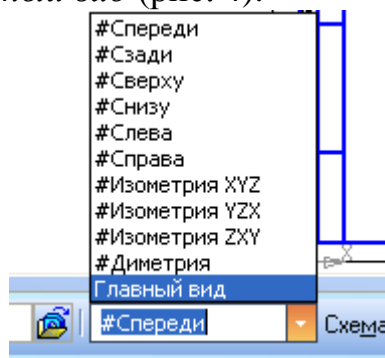 вид (рис. 4).
#Спереди
#Сзади
#Сверху
#Снизу
#Слева
#Справа
#Изометрия XYZ
#Изометрия YZX
#Изометрия ZXY
#Диметрия
Главный вид
#Спереди Схема
X